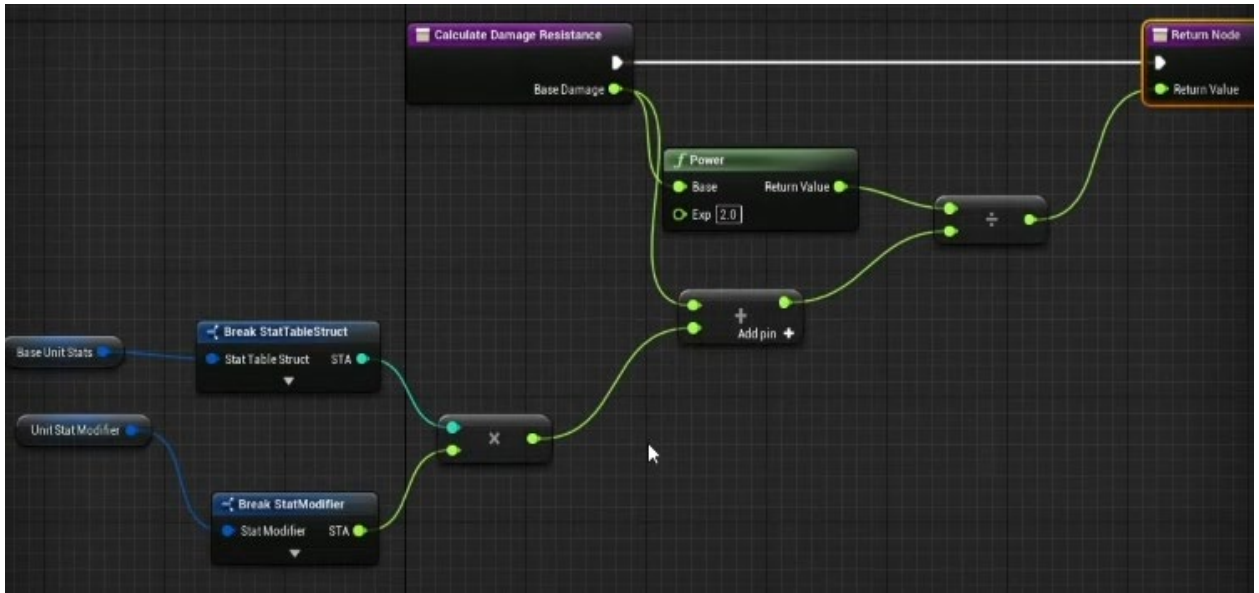 Calculate Damage Resistance
Base Damage
Return Node
Return Value
Power
Base Return Value
Exp 2.0
÷
+
Add pin +
Base Unit Stats
Break StatTableStruct
Stat Table Struct STA
Unit Stat Modifier
×
Break StatModifier
Stat Modifier STA